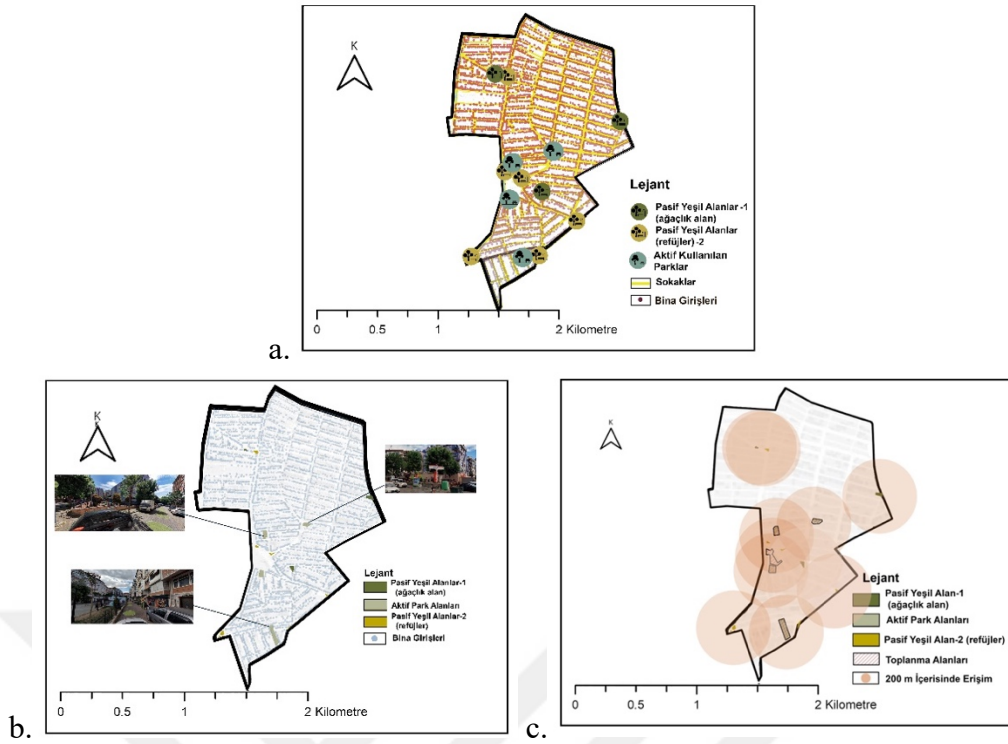 K
Lejant
Pasif Yeşil Alanlar -1
(ağaçlık alan)
Pasif Yeşil Alanlar
(refüjler) -2
Aktif Kullanılan
Parklar
Sokaklar
Bina Girişleri
0 0.5 1 2 Kilometre
a.
K
Lejant
Pasif Yeşil Alanlar-1
(ağaçlık alan)
Aktif Park Alanları
Pasif Yeşil Alanlar-2
(refüjler)
Bina Girişleri
0 0.5 1 2 Kilometre
b.
K
Lejant
Pasif Yeşil Alan-1
(ağaçlık alan)
Aktif Park Alanları
Pasif Yeşil Alan-2 (refüjler)
Toplanma Alanları
200 m İçerisinde Erişim
0 0.5 1 2 Kilometre
c.